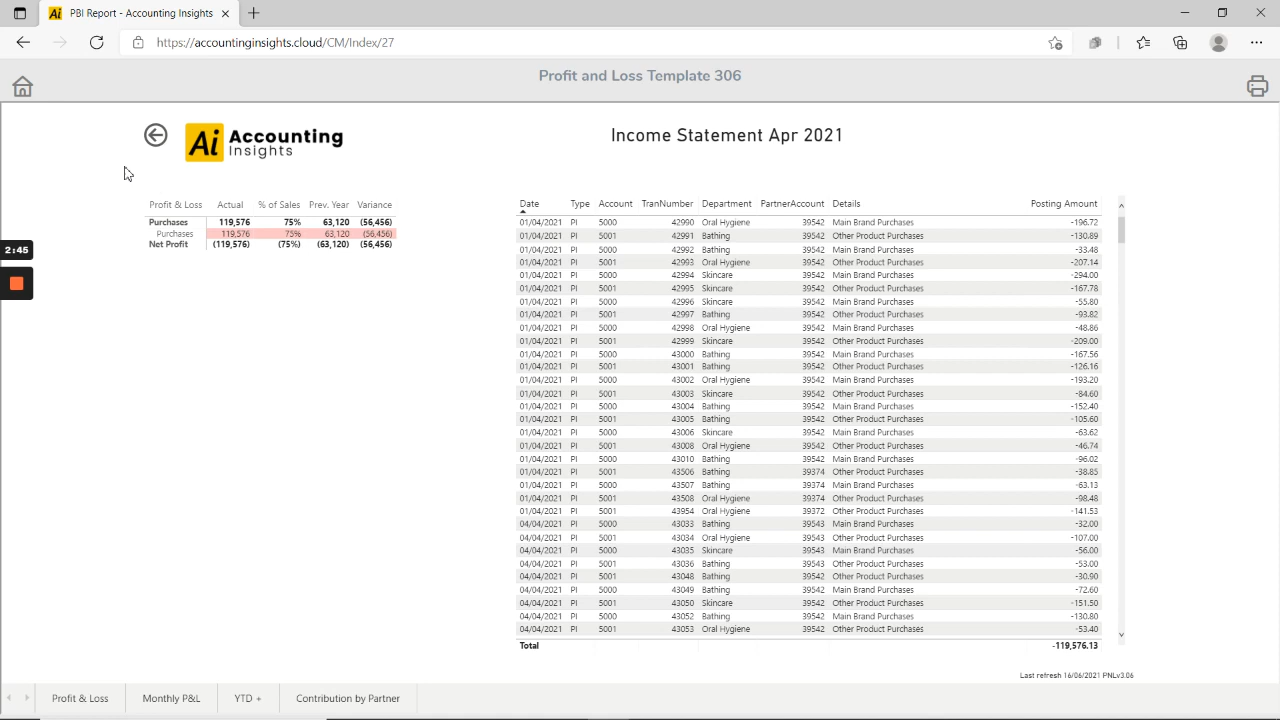 PBI Report - Accounting Insights
https://accountinginsights.cloud/CM/Index/27
Profit and Loss Template 306
Ai Accounting
Insights
Income Statement Apr 2021
Profit & Loss Actual % of Sales Prev. Year Variance
Purchases 119,576 75% 63,120 (56,456)
Purchases 119,576 75% 63,120 (56,456)
Net Profit (119,576) (75%) (63,120) (56,456)
2:45
Date Type Account TranNumber Department PartnerAccount Details Posting Amount
01/04/2021 PI 5000 42990 Oral Hygiene 39542 Main Brand Purchases -196.72
01/04/2021 PI 5001 42991 Bathing 39542 Other Product Purchases -130.89
01/04/2021 PI 5000 42992 Bathing 39542 Main Brand Purchases -33.48
01/04/2021 PI 5001 42993 Oral Hygiene 39542 Other Product Purchases -207.14
01/04/2021 PI 5000 42994 Skincare 39542 Main Brand Purchases -294.00
01/04/2021 PI 5001 42995 Skincare 39542 Other Product Purchases -167.78
01/04/2021 PI 5000 42996 Skincare 39542 Main Brand Purchases -55.80
01/04/2021 PI 5001 42997 Bathing 39542 Other Product Purchases -93.82
01/04/2021 PI 5000 42998 Oral Hygiene 39542 Main Brand Purchases -48.86
01/04/2021 PI 5001 42999 Skincare 39542 Other Product Purchases -209.00
01/04/2021 PI 5000 43000 Bathing 39542 Main Brand Purchases -167.56
01/04/2021 PI 5001 43001 Bathing 39542 Other Product Purchases -126.16
01/04/2021 PI 5000 43002 Oral Hygiene 39542 Main Brand Purchases -193.20
01/04/2021 PI 5001 43003 Skincare 39542 Other Product Purchases -84.60
01/04/2021 PI 5000 43004 Bathing 39542 Main Brand Purchases -152.40
01/04/2021 PI 5001 43005 Bathing 39542 Other Product Purchases -105.60
01/04/2021 PI 5000 43006 Skincare 39542 Main Brand Purchases -63.62
01/04/2021 PI 5001 43008 Oral Hygiene 39542 Other Product Purchases -46.74
01/04/2021 PI 5000 43010 Bathing 39542 Main Brand Purchases -96.02
01/04/2021 PI 5001 43506 Bathing 39374 Other Product Purchases -38.85
01/04/2021 PI 5000 43507 Bathing 39374 Main Brand Purchases -63.13
01/04/2021 PI 5001 43508 Oral Hygiene 39374 Other Product Purchases -98.48
01/04/2021 PI 5001 43954 Oral Hygiene 39372 Other Product Purchases -141.53
04/04/2021 PI 5000 43033 Bathing 39543 Main Brand Purchases -32.00
04/04/2021 PI 5001 43034 Oral Hygiene 39543 Other Product Purchases -107.00
04/04/2021 PI 5000 43035 Skincare 39543 Main Brand Purchases -56.00
04/04/2021 PI 5001 43036 Bathing 39543 Other Product Purchases -53.00
04/04/2021 PI 5001 43048 Bathing 39542 Other Product Purchases -30.90
04/04/2021 PI 5000 43049 Bathing 39542 Main Brand Purchases -72.60
04/04/2021 PI 5001 43050 Skincare 39542 Other Product Purchases -151.50
04/04/2021 PI 5000 43052 Bathing 39542 Main Brand Purchases -130.80
04/04/2021 PI 5001 43053 Oral Hygiene 39542 Other Product Purchases -53.40
Total -119,576.13
Last refresh 16/06/2021 PNLv3.06
Profit & Loss Monthly P&L YTD + Contribution by Partner